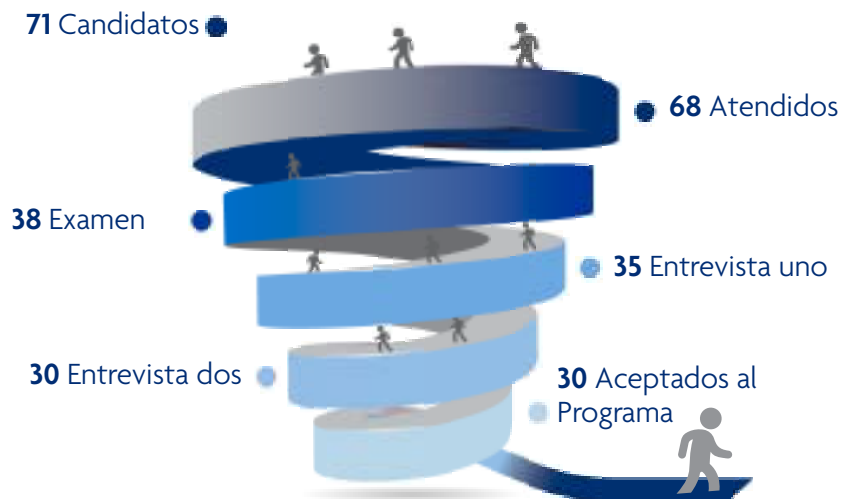 71 Candidatos
68 Atendidos
38 Examen
35 Entrevista uno
30 Entrevista dos
30 Aceptados al
Programa